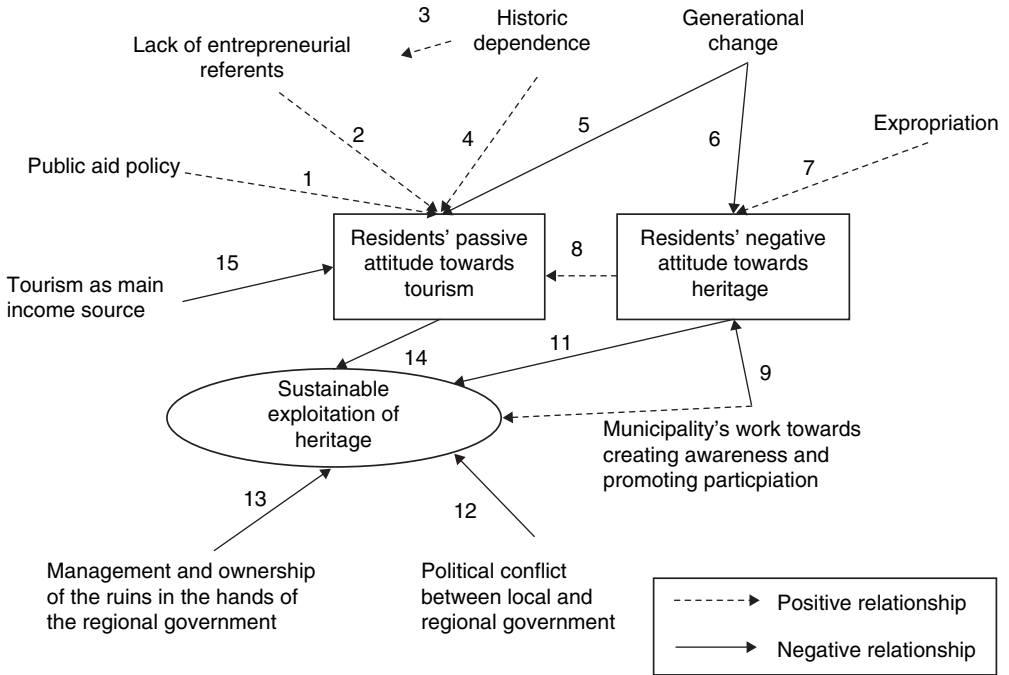 3
Historic
dependence
Generational
change
Lack of entrepreneurial
referents
2
4
5
6
Expropriation
7
Public aid policy
1
Residents' passive
attitude towards
tourism
8
Residents' negative
attitude towards
heritage
15
Tourism as main
income source
14
11
9
Sustainable
exploitation of
heritage
Municipality's work towards
creating awareness and
promoting particpiation
13
12
Management and ownership
of the ruins in the hands of
the regional government
Political conflict
between local and
regional government
Positive relationship
Negative relationship